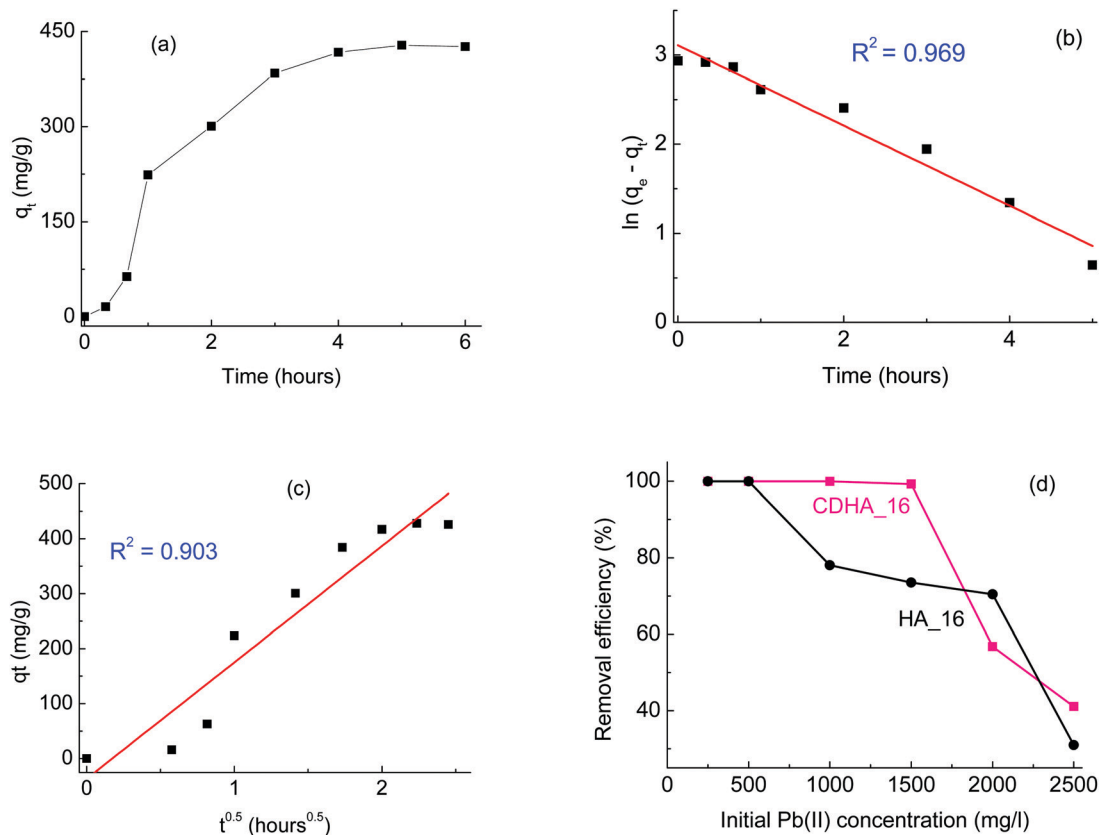 (a)
450
300
150
0
q_t (mg/g)
0 2 4 6
Time (hours)
(b)
R² = 0.969
3
2
1
0
ln (q_e - q_t)
0 2 4
Time (hours)
(c)
R² = 0.903
500
400
300
200
100
0
qt (mg/g)
0 1 2
t^0.5 (hours^0.5)
(d)
100
80
60
40
Removal efficiency (%)
CDHA_16
HA_16
0 500 1000 1500 2000 2500
Initial Pb(II) concentration (mg/l)